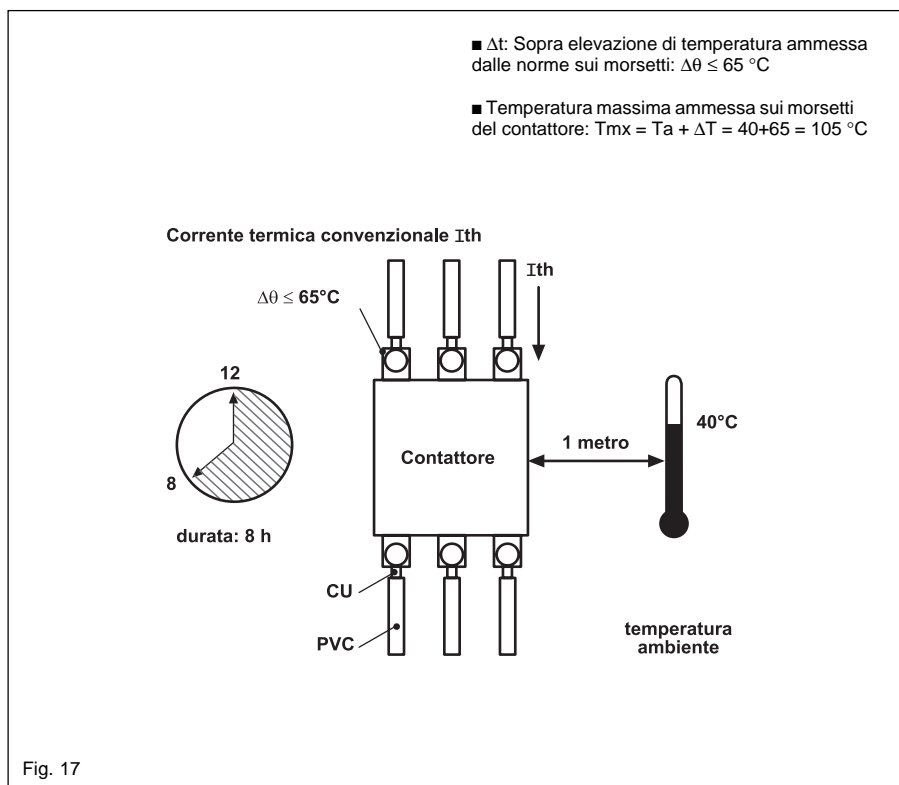 ■ Δt: Sopra elevazione di temperatura ammessa
dalle norme sui morsetti: Δθ ≤ 65 °C
■ Temperatura massima ammessa sui morsetti
del contattore: Tmx = Ta + ΔT = 40+65 = 105 °C
Corrente termica convenzionale Ith
Ith
Δθ ≤ 65°C
12
8
durata: 8 h
Contattore
1 metro
40°C
CU
PVC
temperatura
ambiente
Fig. 17